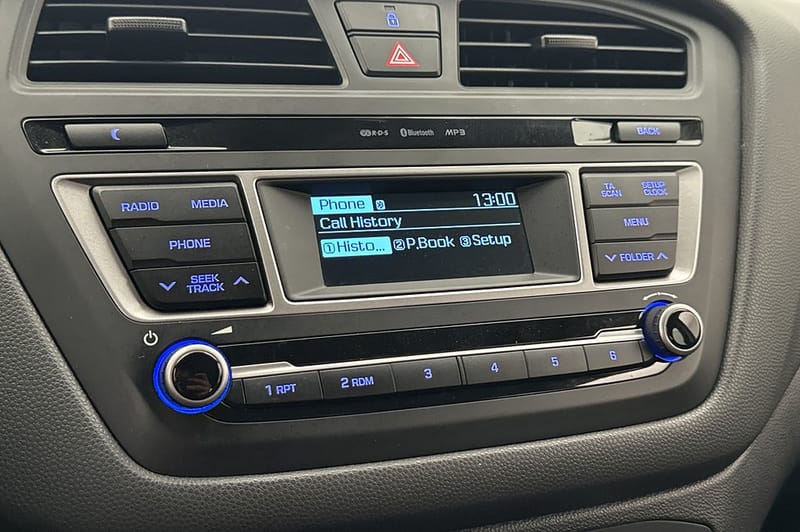 R·D·S Bluetooth MP3
BACK
RADIO MEDIA
PHONE
SEEK
TRACK
Phone 13:00
Call History
①Histo... ②P.Book ③Setup
TA
SCAN
SETUP
CLOCK
MENU
FOLDER
1 RPT 2 RDM 3 4 5 6